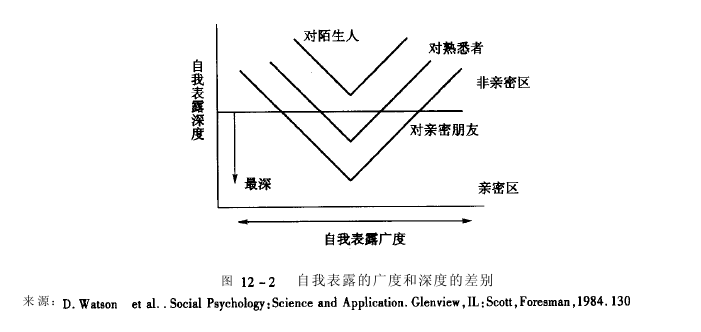 对陌生人
对熟悉者
非亲密区
自我表露深度
对亲密朋友
最深
亲密区
自我表露广度
图 12-2 自我表露的广度和深度的差别
来源: D. Watson et al. . Social Psychology:Science and Application. Glenview, IL:Scott, Foresman, 1984. 130